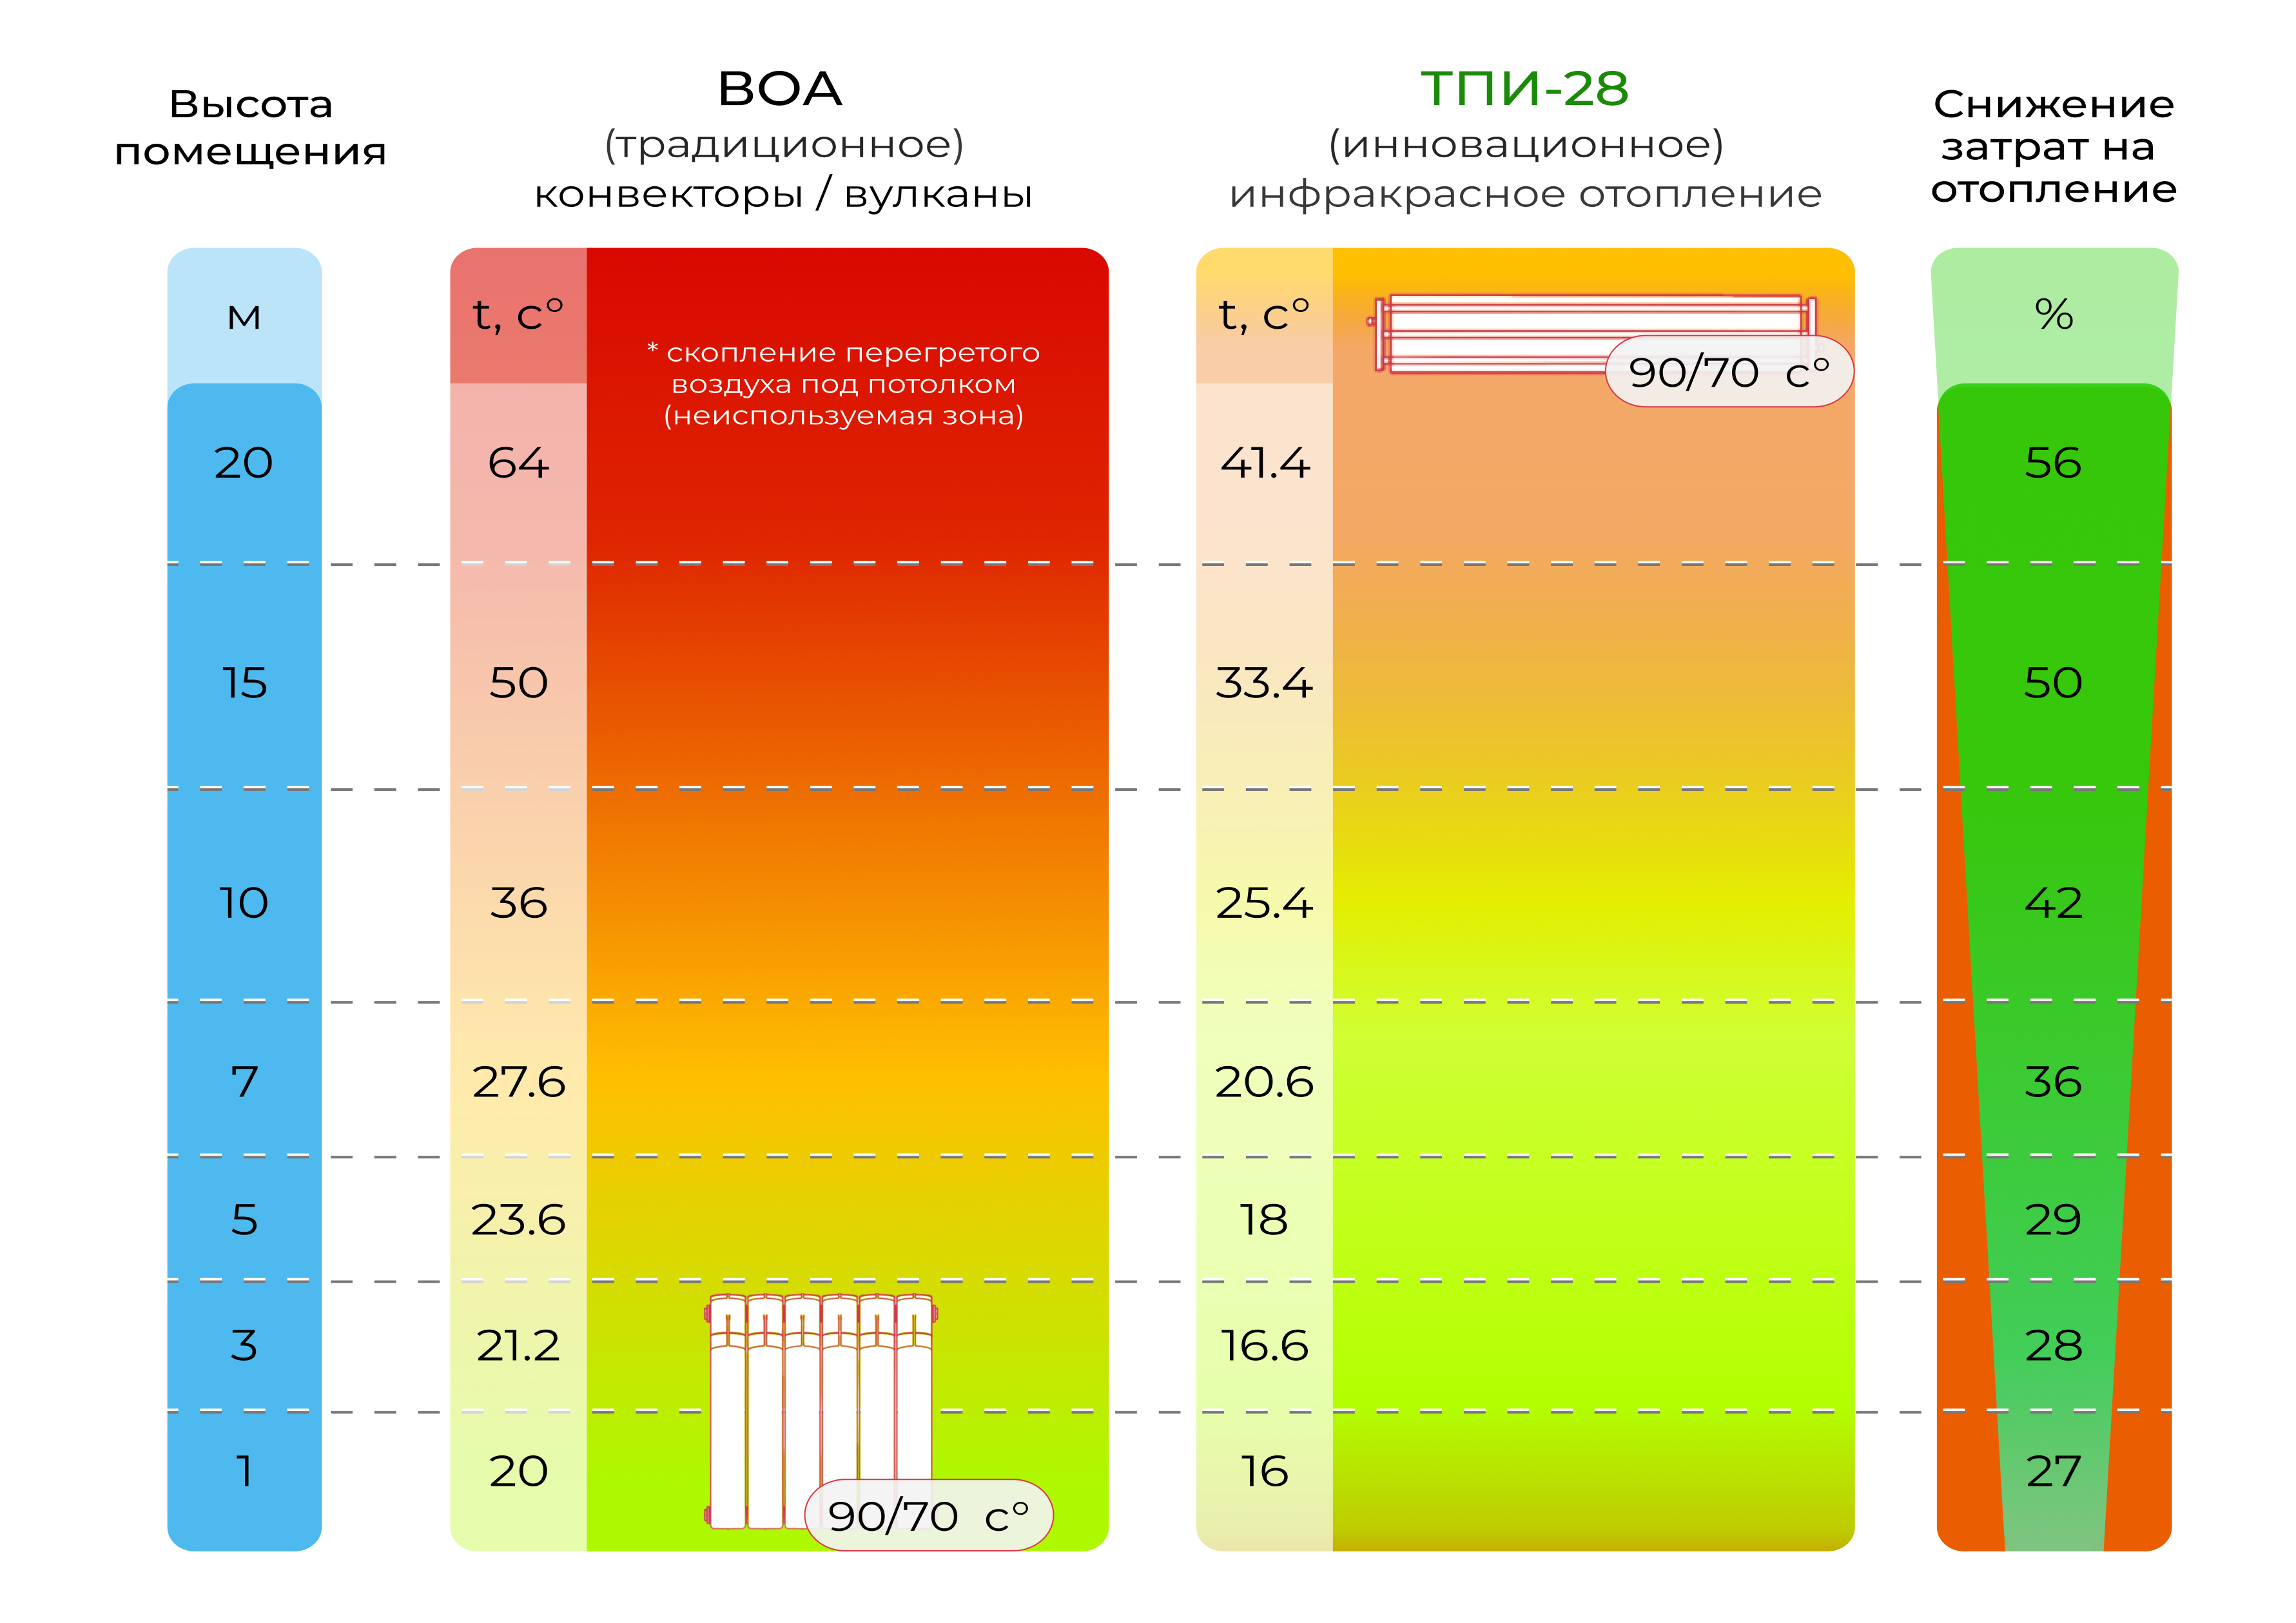 Высота
помещения
ВОА
(традиционное)
конвекторы / вулканы
ТПИ-28
(инновационное)
инфракрасное отопление
Снижение
затрат на
отопление
м
t, c°
* скопление перегретого
воздуха под потолком
(неиспользуемая зона)
t, c°
90/70 c°
%
20
64
41.4
56
15
50
33.4
50
10
36
25.4
42
7
27.6
20.6
36
5
23.6
18
29
3
21.2
16.6
28
1
20
90/70 c°
16
27